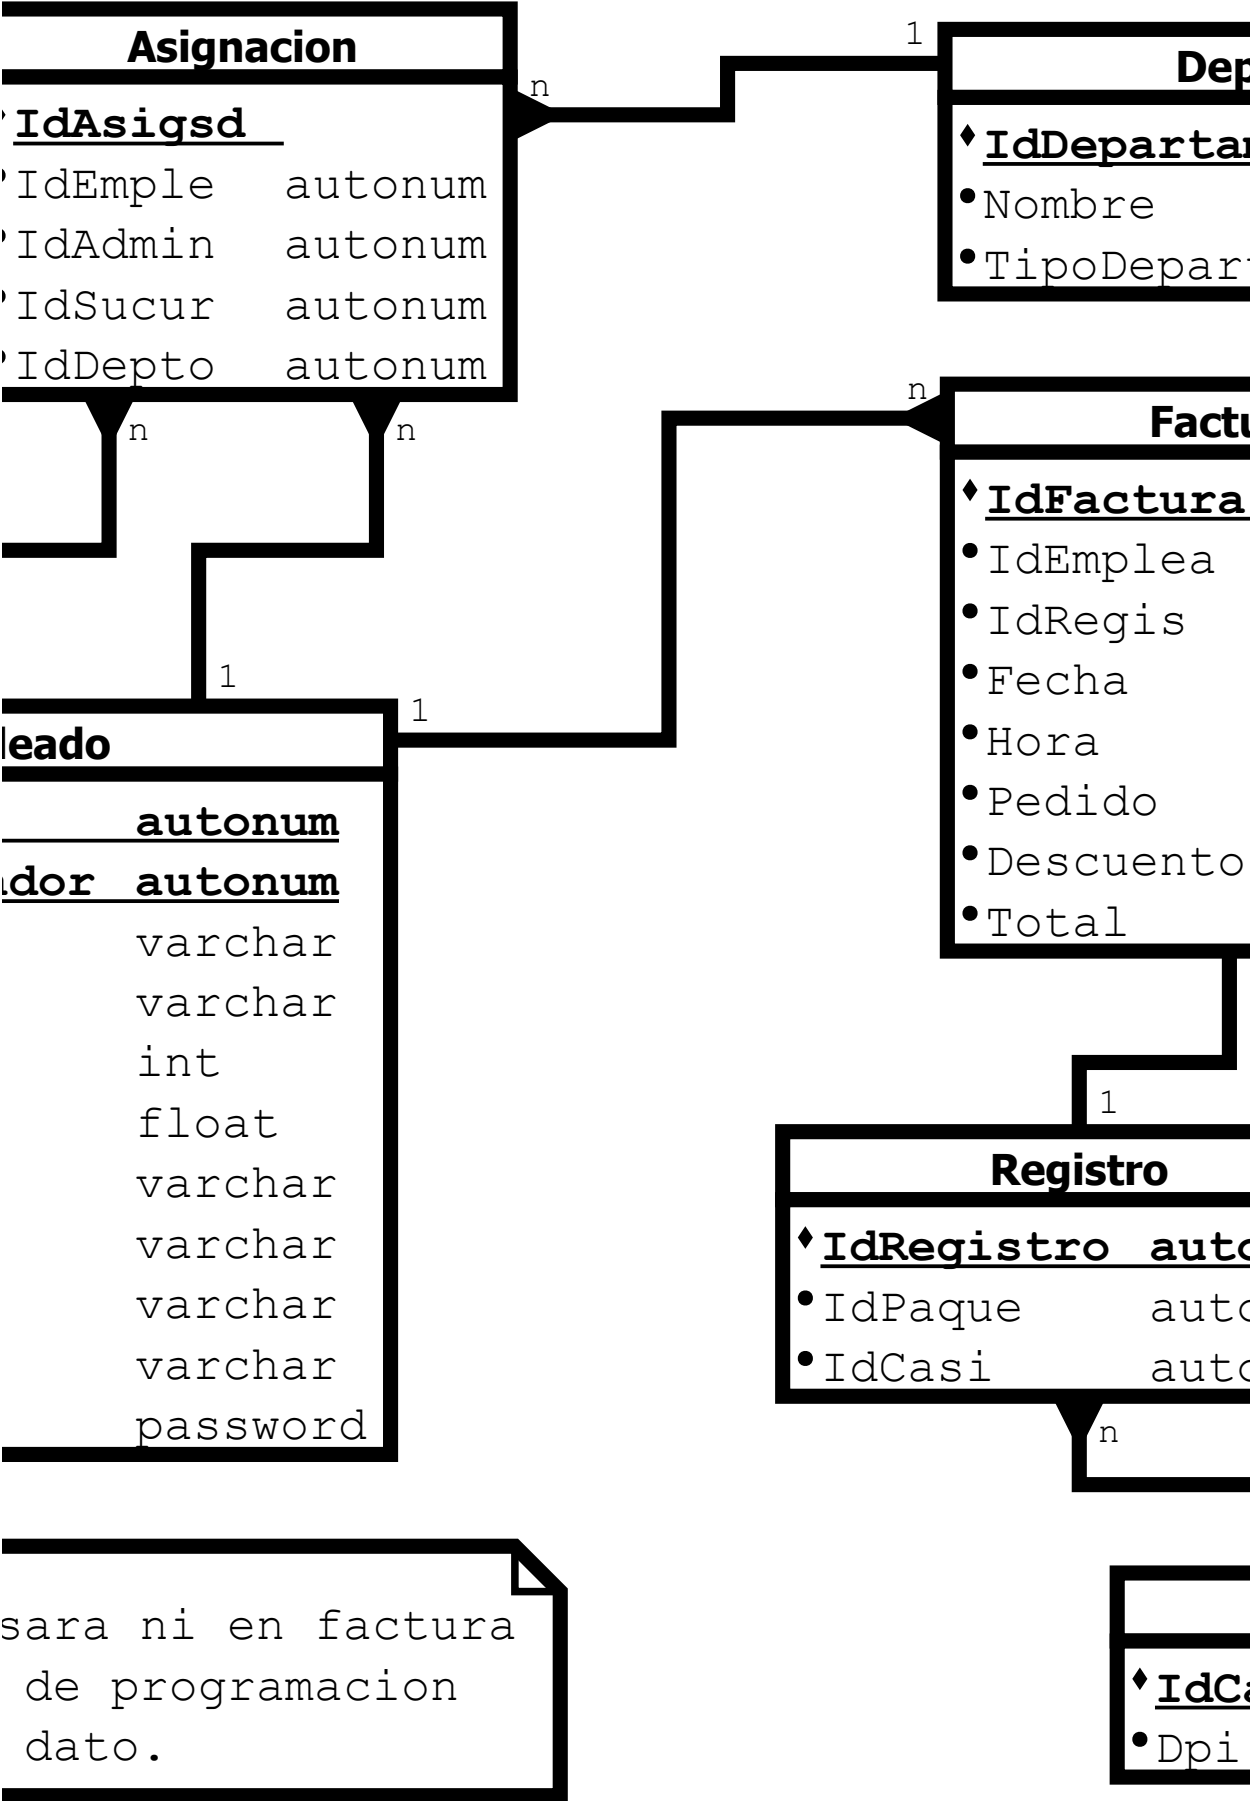 Asignacion
IdAsigsd
IdEmple autonum
IdAdmin autonum
IdSucur autonum
IdDepto autonum
n
n
n
1
Dep
IdDepartam
Nombre
TipoDepart
n
Factu
IdFactura
IdEmplea
IdRegis
Fecha
Hora
Pedido
Descuento
Total
1
1
leado
autonum
ador autonum
varchar
varchar
int
float
varchar
varchar
varchar
varchar
password
1
Registro
IdRegistro auto
IdPaque auto
IdCasi auto
n
sara ni en factura
de programacion
dato.
IdCa
Dpi